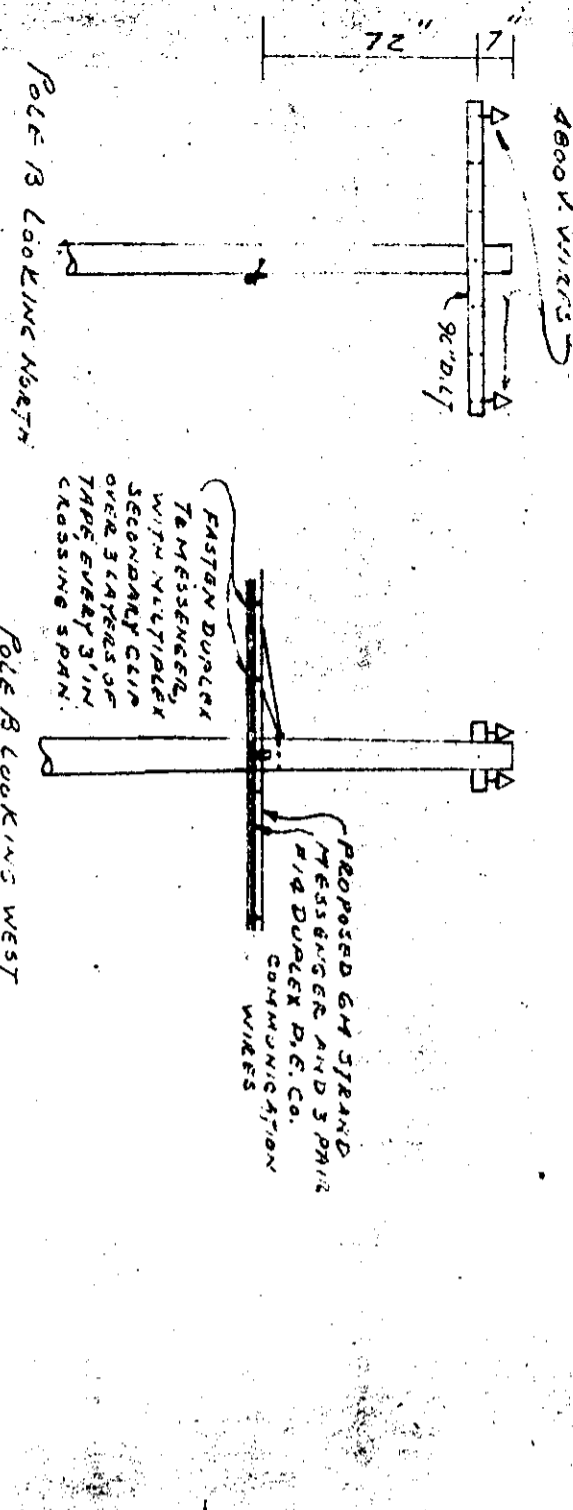 4800 V. WIRES
7"
72"
96" D.G.
POLE B LOOKING NORTH
PROPOSED 6M STRAND
MESSENGER AND 3 PAIR
#14 DUPLEX D.E. CO.
COMMUNICATION
WIRES
FASTEN DUPLEX
TO MESSENGER,
WITH MULTIPLEX
SECONDARY CLIP
OVER 3 LAYERS OF
TAPE, EVERY 3' IN
CROSSING SPAN.
POLE B LOOKING WEST